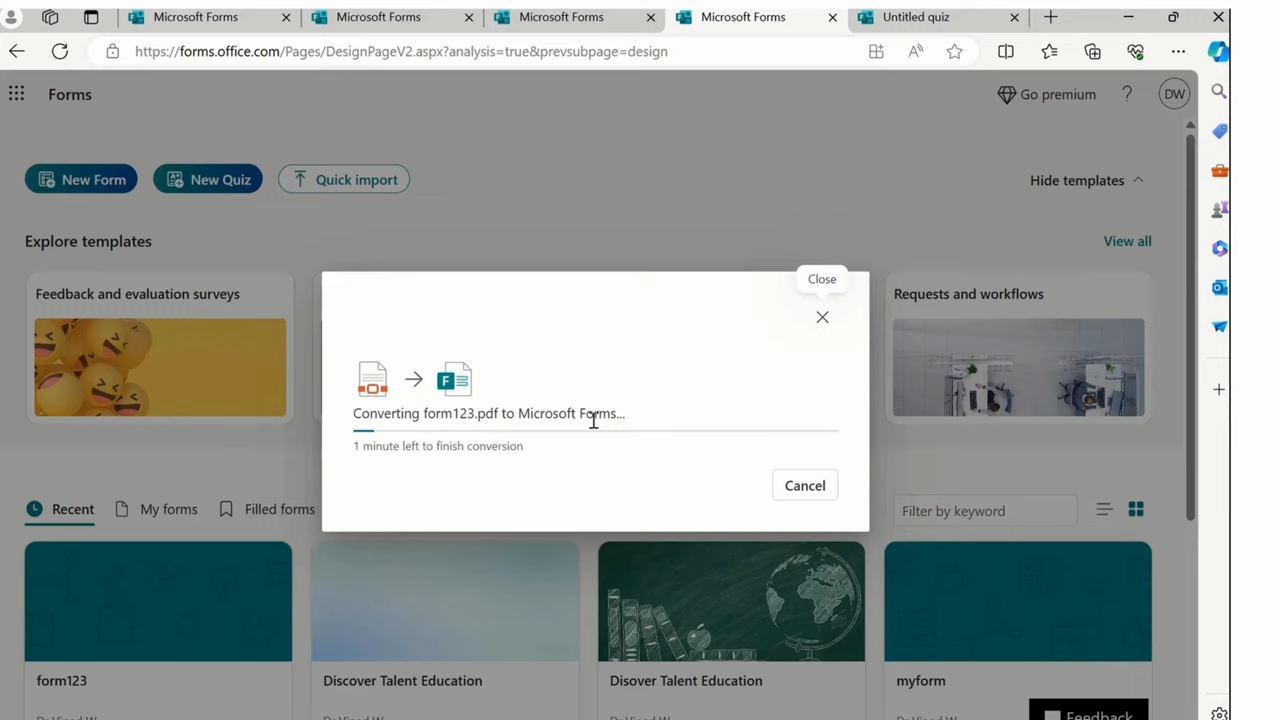 Microsoft Forms
Microsoft Forms
Microsoft Forms
Microsoft Forms
Untitled quiz
https://forms.office.com/Pages/DesignPageV2.aspx?analysis=true&prevsubpage=design
Forms
Go premium
?
DW
New Form
New Quiz
Quick import
Hide templates
Explore templates
View all
Feedback and evaluation surveys
Requests and workflows
Close
Converting form123.pdf to Microsoft Forms...
1 minute left to finish conversion
Cancel
Recent
My forms
Filled forms
Filter by keyword
form123
Discover Talent Education
Disover Talent Education
myform
Feedback